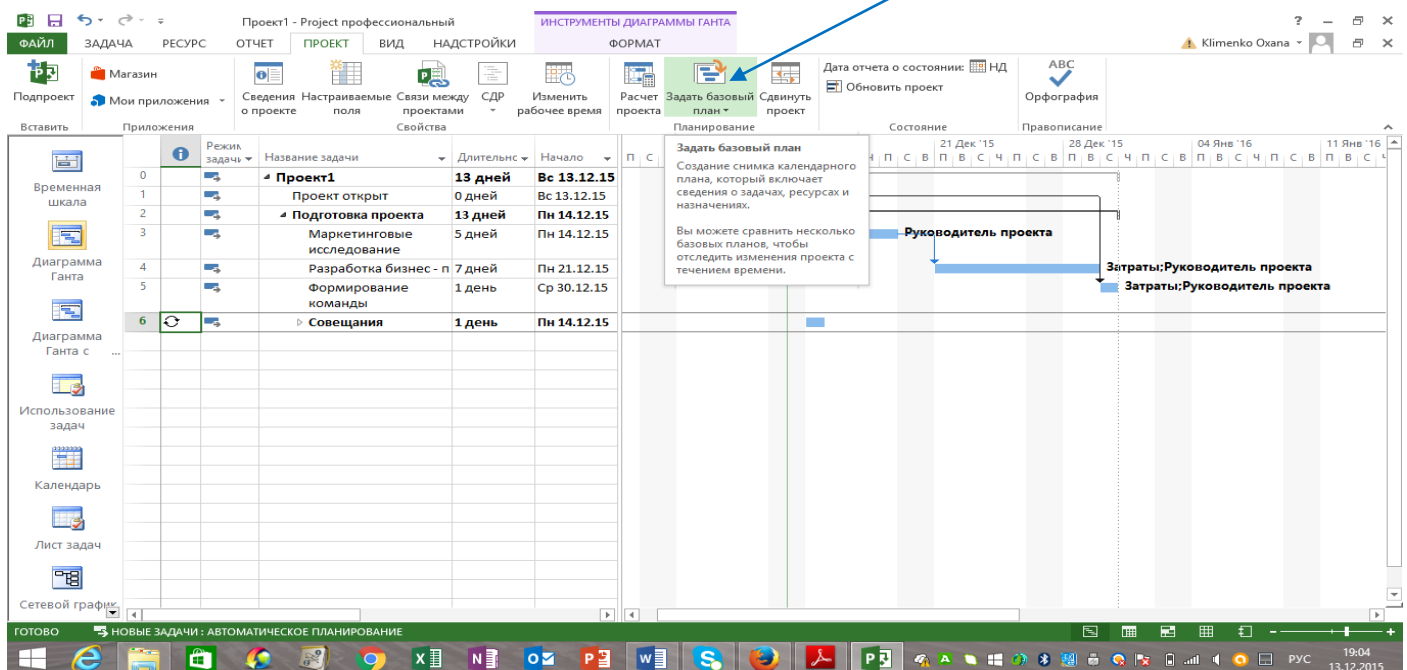 Проект1 - Project профессиональный
ИНСТРУМЕНТЫ ДИАГРАММЫ ГАНТА
?
ФАЙЛ ЗАДАЧА РЕСУРС ОТЧЕТ ПРОЕКТ ВИД НАДСТРОЙКИ ФОРМАТ
Klimenko Oxana
Подпроект
Магазин
Мои приложения
Сведения о проекте
Настраиваемые поля
Связи между проектами
СДР
Изменить рабочее время
Расчет проекта
Задать базовый план
Сдвинуть проект
Дата отчета о состоянии: НД
Обновить проект
ABC
Орфография
Вставить Приложения Свойства Планирование Состояние Правописание
Задать базовый план
Создание снимка календарного
плана, который включает
сведения о задачах, ресурсах и
назначениях.
Вы можете сравнить несколько
базовых планов, чтобы
отследить изменения проекта с
течением времени.
Временная
шкала
Диаграмма
Ганта
Диаграмма
Ганта с ...
Использование
задач
Календарь
Лист задач
Сетевой график
Режим задачи Название задачи Длительнс Начало
0 Проект1 13 дней Вс 13.12.15
1 Проект открыт 0 дней Вс 13.12.15
2 Подготовка проекта 13 дней Пн 14.12.15
3 Маркетинговые исследование 5 дней Пн 14.12.15
4 Разработка бизнес - п 7 дней Пн 21.12.15
5 Формирование команды 1 день Ср 30.12.15
6 Совещания 1 день Пн 14.12.15
21 Дек '15 28 Дек '15 04 Янв '16 11 Янв '16
П С Ч П С В П В С Ч П С В П В С Ч П С В П В С Ч П С В П В С Ч
Руководитель проекта
Затраты;Руководитель проекта
Затраты;Руководитель проекта
ГОТОВО НОВЫЕ ЗАДАЧИ : АВТОМАТИЧЕСКОЕ ПЛАНИРОВАНИЕ
РУС
19:04
13.12.2015